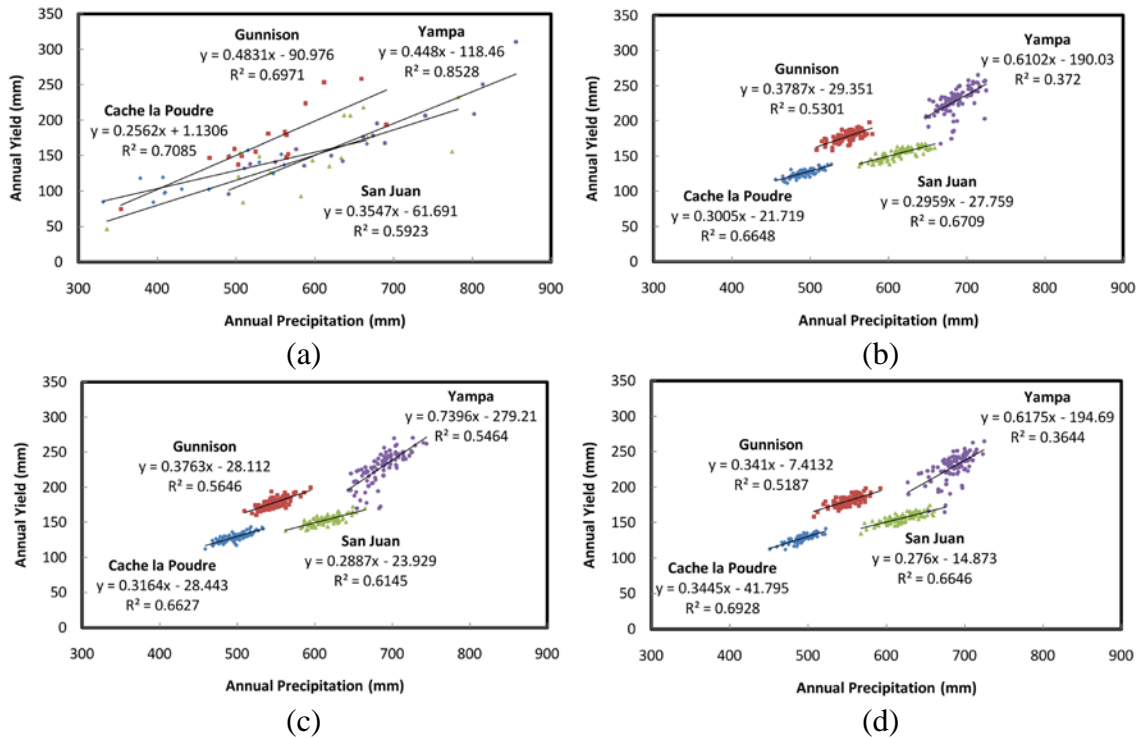 350
300
250
200
150
100
50
0
Annual Yield (mm)
Gunnison
y = 0.4831x - 90.976
R² = 0.6971
Yampa
y = 0.448x - 118.46
R² = 0.8528
Cache la Poudre
y = 0.2562x + 1.1306
R² = 0.7085
San Juan
y = 0.3547x - 61.691
R² = 0.5923
300 400 500 600 700 800 900
Annual Precipitation (mm)
(a)
350
300
250
200
150
100
50
0
Annual Yield (mm)
Yampa
y = 0.6102x - 190.03
R² = 0.372
Gunnison
y = 0.3787x - 29.351
R² = 0.5301
Cache la Poudre
y = 0.3005x - 21.719
R² = 0.6648
San Juan
y = 0.2959x - 27.759
R² = 0.6709
300 400 500 600 700 800 900
Annual Precipitation (mm)
(b)
350
300
250
200
150
100
50
0
Annual Yield (mm)
Yampa
y = 0.7396x - 279.21
R² = 0.5464
Gunnison
y = 0.3763x - 28.112
R² = 0.5646
Cache la Poudre
y = 0.3164x - 28.443
R² = 0.6627
San Juan
y = 0.2887x - 23.929
R² = 0.6145
300 400 500 600 700 800 900
Annual Precipitation (mm)
(c)
350
300
250
200
150
100
50
0
Annual Yield (mm)
Yampa
y = 0.6175x - 194.69
R² = 0.3644
Gunnison
y = 0.341x - 7.4132
R² = 0.5187
Cache la Poudre
y = 0.3445x - 41.795
R² = 0.6928
San Juan
y = 0.276x - 14.873
R² = 0.6646
300 400 500 600 700 800 900
Annual Precipitation (mm)
(d)